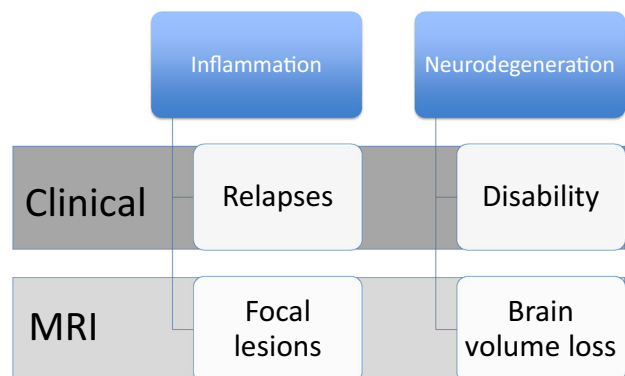 Inflammation
Neurodegeneration
Clinical
Relapses
Disability
MRI
Focal
lesions
Brain
volume loss